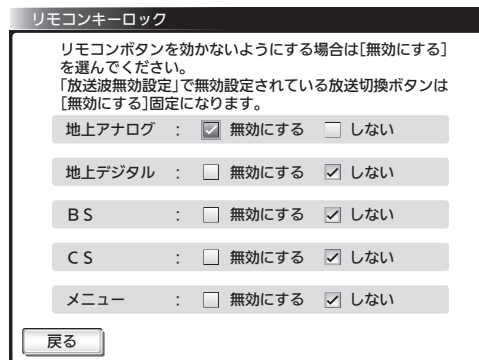 リモコンキーロック
リモコンボタンを効かないようにする場合は[無効にする]
を選んでください。
「放送波無効設定」で無効設定されている放送切換ボタンは
[無効にする]固定になります。
地上アナログ : 無効にする しない
地上デジタル : 無効にする しない
BS : 無効にする しない
CS : 無効にする しない
メニュー : 無効にする しない
戻る